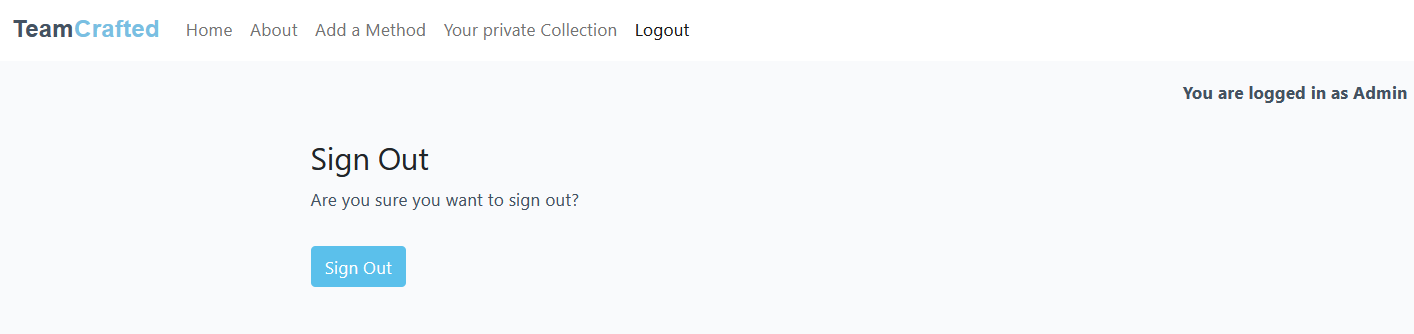 TeamCrafted Home About Add a Method Your private Collection Logout
You are logged in as Admin
Sign Out
Are you sure you want to sign out?
Sign Out